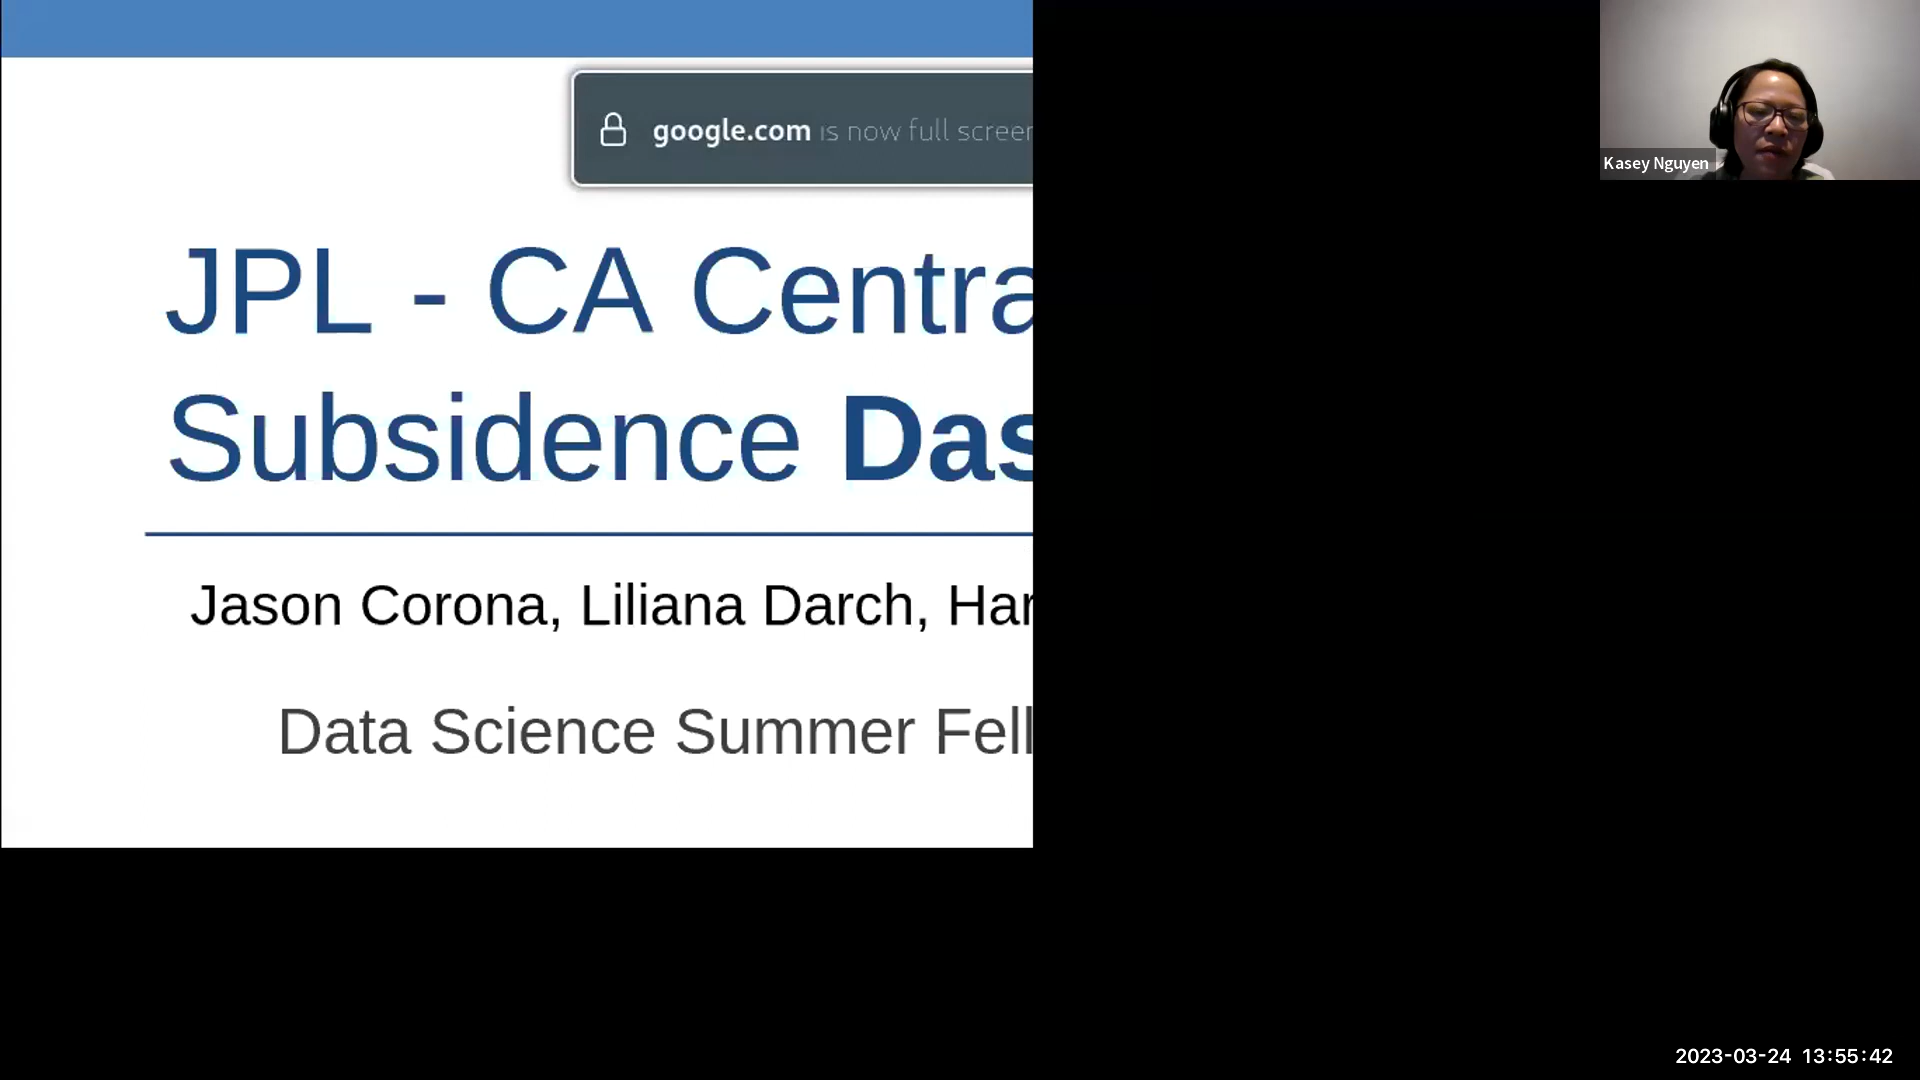 google.com is now full screen
JPL - CA Centra
Subsidence Das
Jason Corona, Liliana Darch, Har
Data Science Summer Fell
Kasey Nguyen
2023-03-24 13:55:42